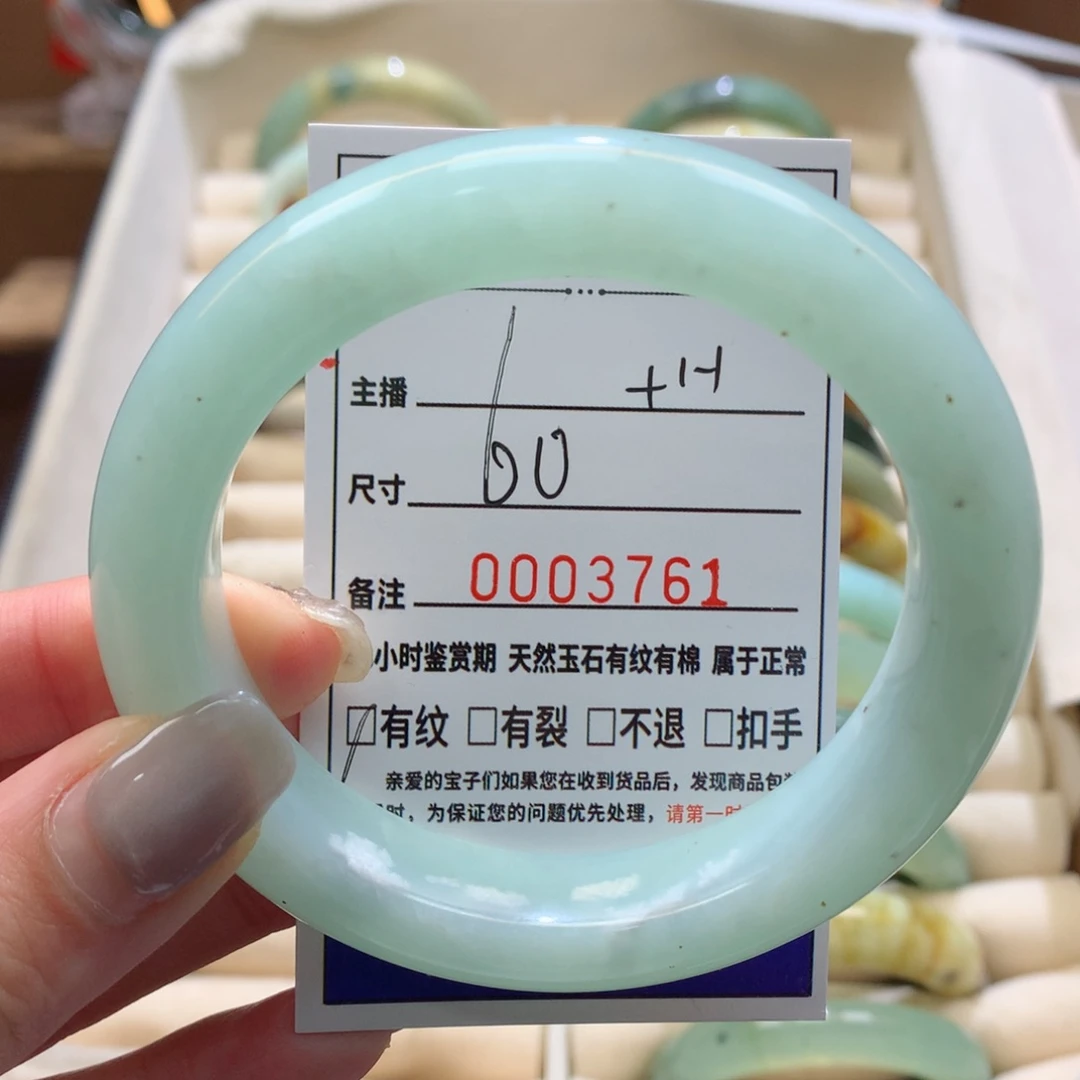 主播
尺寸 60
备注 0003761
小时鉴赏期 天然玉石有纹有棉 属于正常
☑有纹 □有裂 □不退 □扣手
亲爱的宝子们如果您在收到货品后，发现商品包
时，为保证您的问题优先处理，请第一时